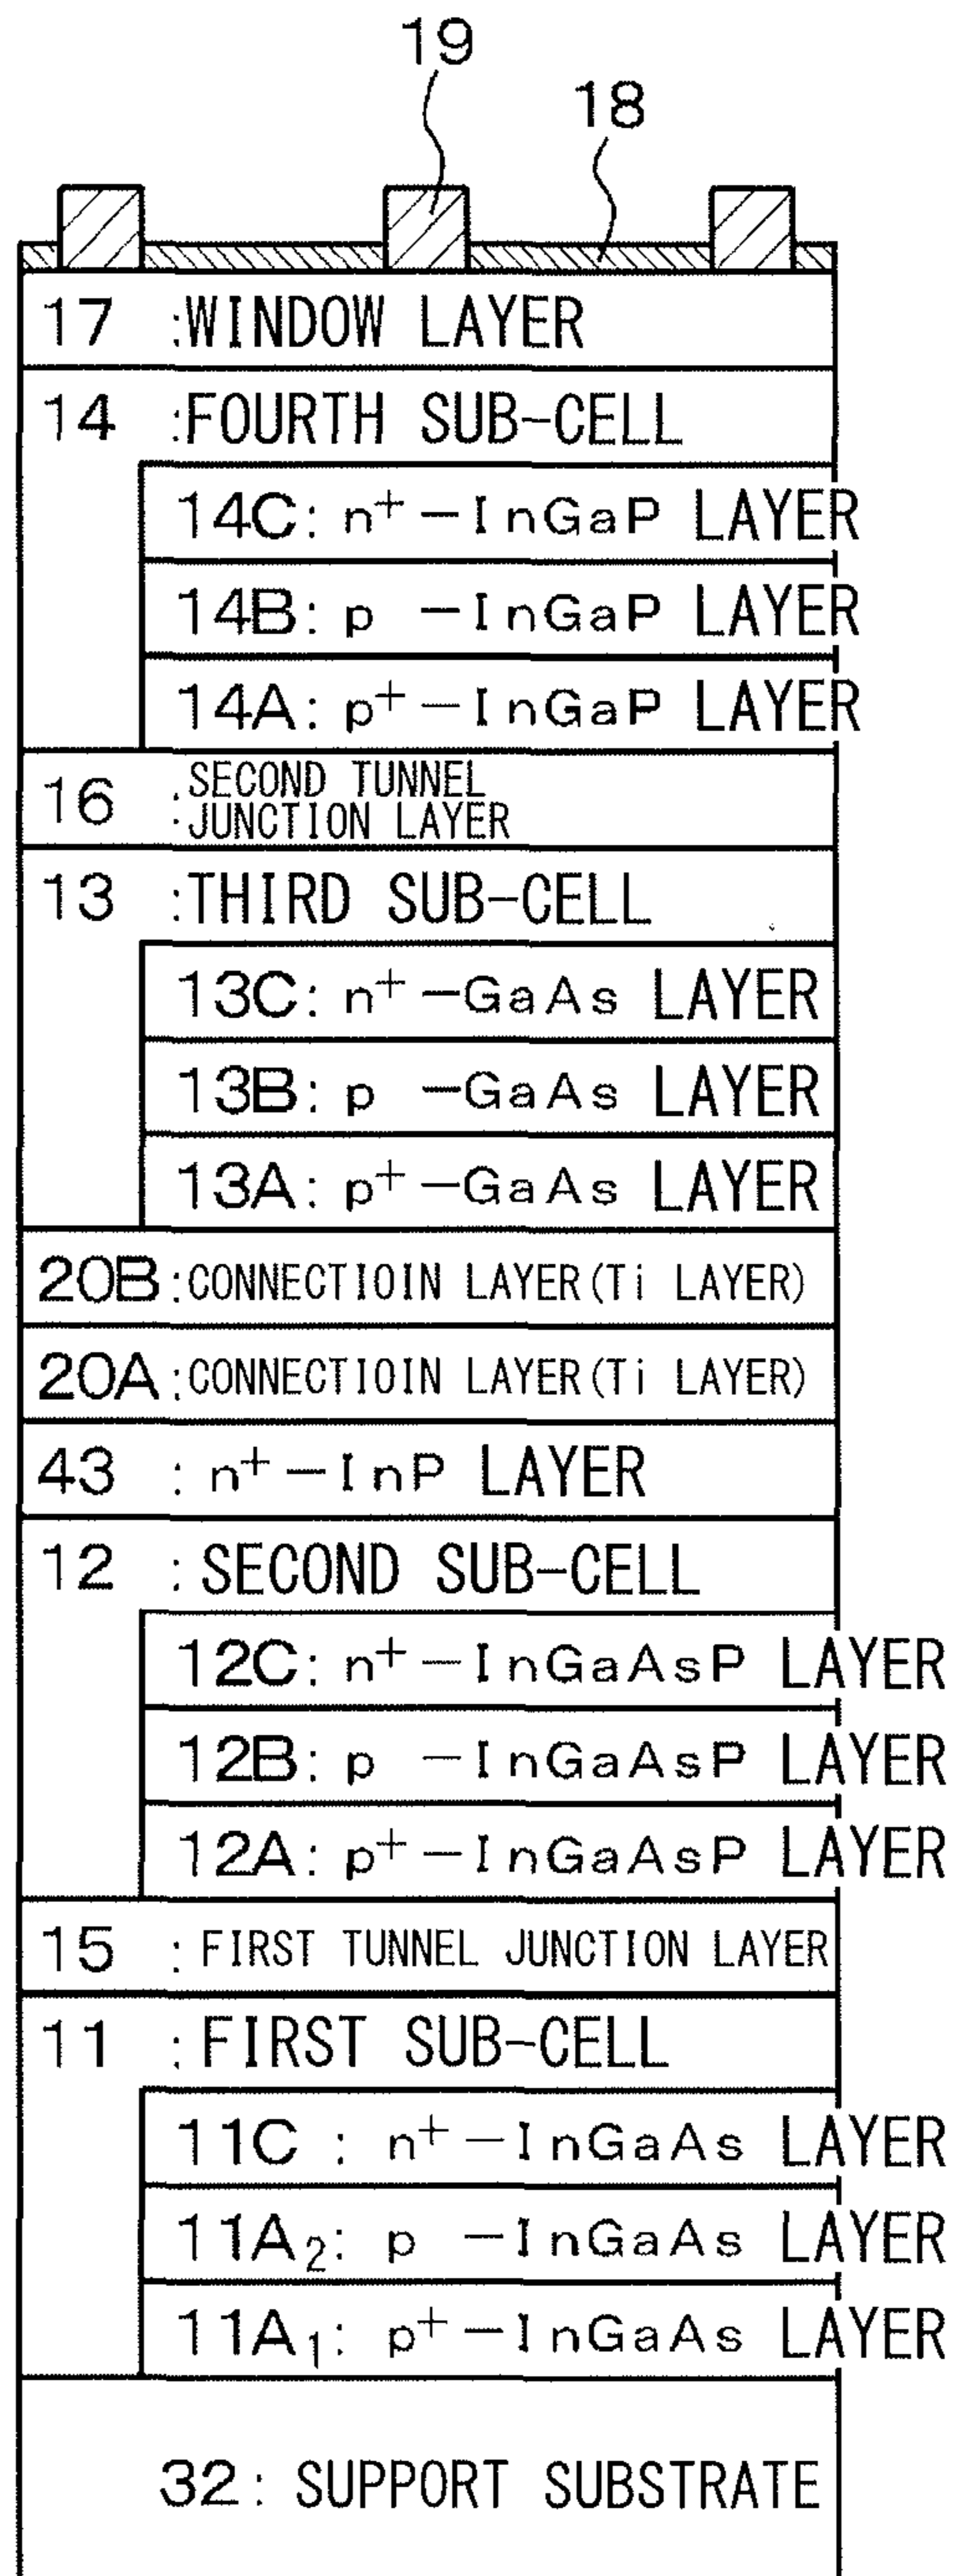 19
18
17 :WINDOW LAYER
14 :FOURTH SUB-CELL
14C: n⁺-InGaP LAYER
14B: p -InGaP LAYER
14A: p⁺-InGaP LAYER
16 :SECOND TUNNEL
JUNCTION LAYER
13 :THIRD SUB-CELL
13C: n⁺-GaAs LAYER
13B: p -GaAs LAYER
13A: p⁺-GaAs LAYER
20B:CONNECTIOIN LAYER(Ti LAYER)
20A:CONNECTIOIN LAYER(Ti LAYER)
43 : n⁺-InP LAYER
12 :SECOND SUB-CELL
12C: n⁺-InGaAsP LAYER
12B: p -InGaAsP LAYER
12A: p⁺-InGaAsP LAYER
15 : FIRST TUNNEL JUNCTION LAYER
11 :FIRST SUB-CELL
11C : n⁺-InGaAs LAYER
11A₂: p -InGaAs LAYER
11A₁: p⁺-InGaAs LAYER
32: SUPPORT SUBSTRATE